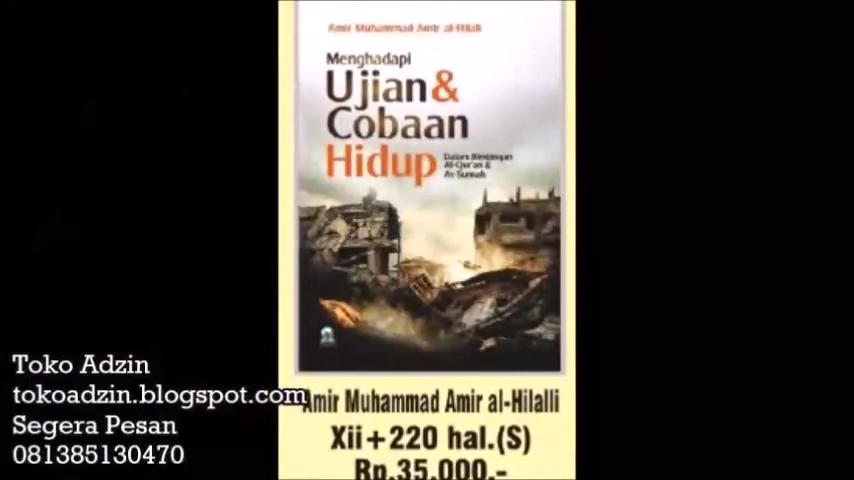 Amir Muhammad Amir al-Hilali
Menghadapi
Ujian &
Cobaan
Hidup
Dalam Bimbingan
Al-Qur'an &
As-Sunnah
Amir Muhammad Amir al-Hilalli
Xii+220 hal.(S)
Rp.35.000,-
Toko Adzin
tokoadzin.blogspot.com
Segera Pesan
081385130470